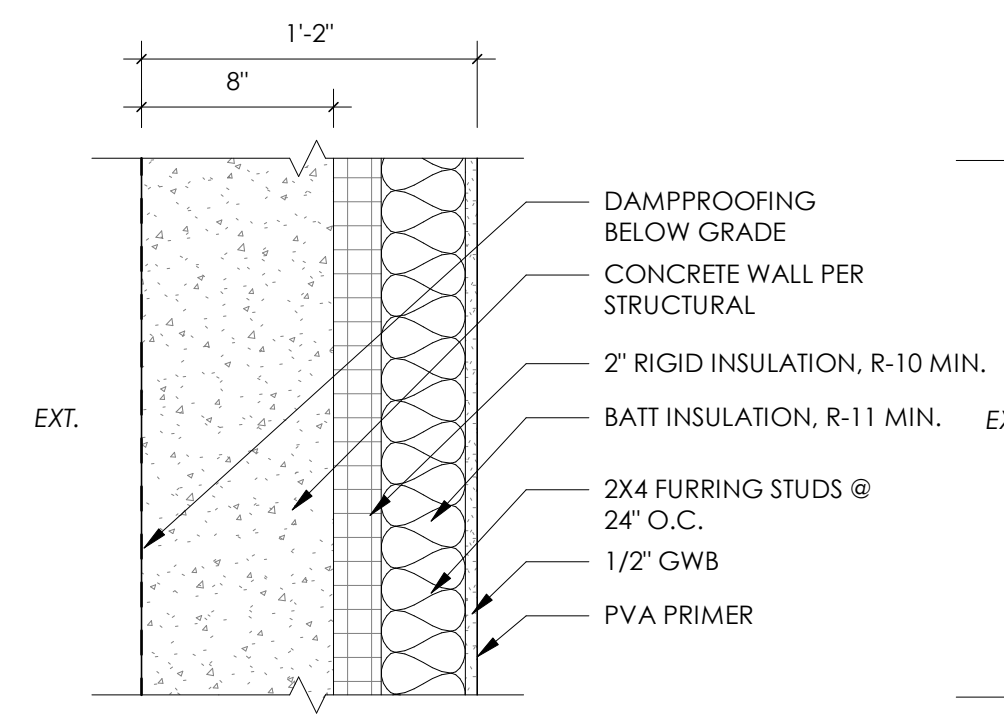 1'-2"
8"
DAMPPROOFING
BELOW GRADE
CONCRETE WALL PER
STRUCTURAL
2" RIGID INSULATION, R-10 MIN.
EXT.
BATT INSULATION, R-11 MIN.
2X4 FURRING STUDS @
24" O.C.
1/2" GWB
PVA PRIMER